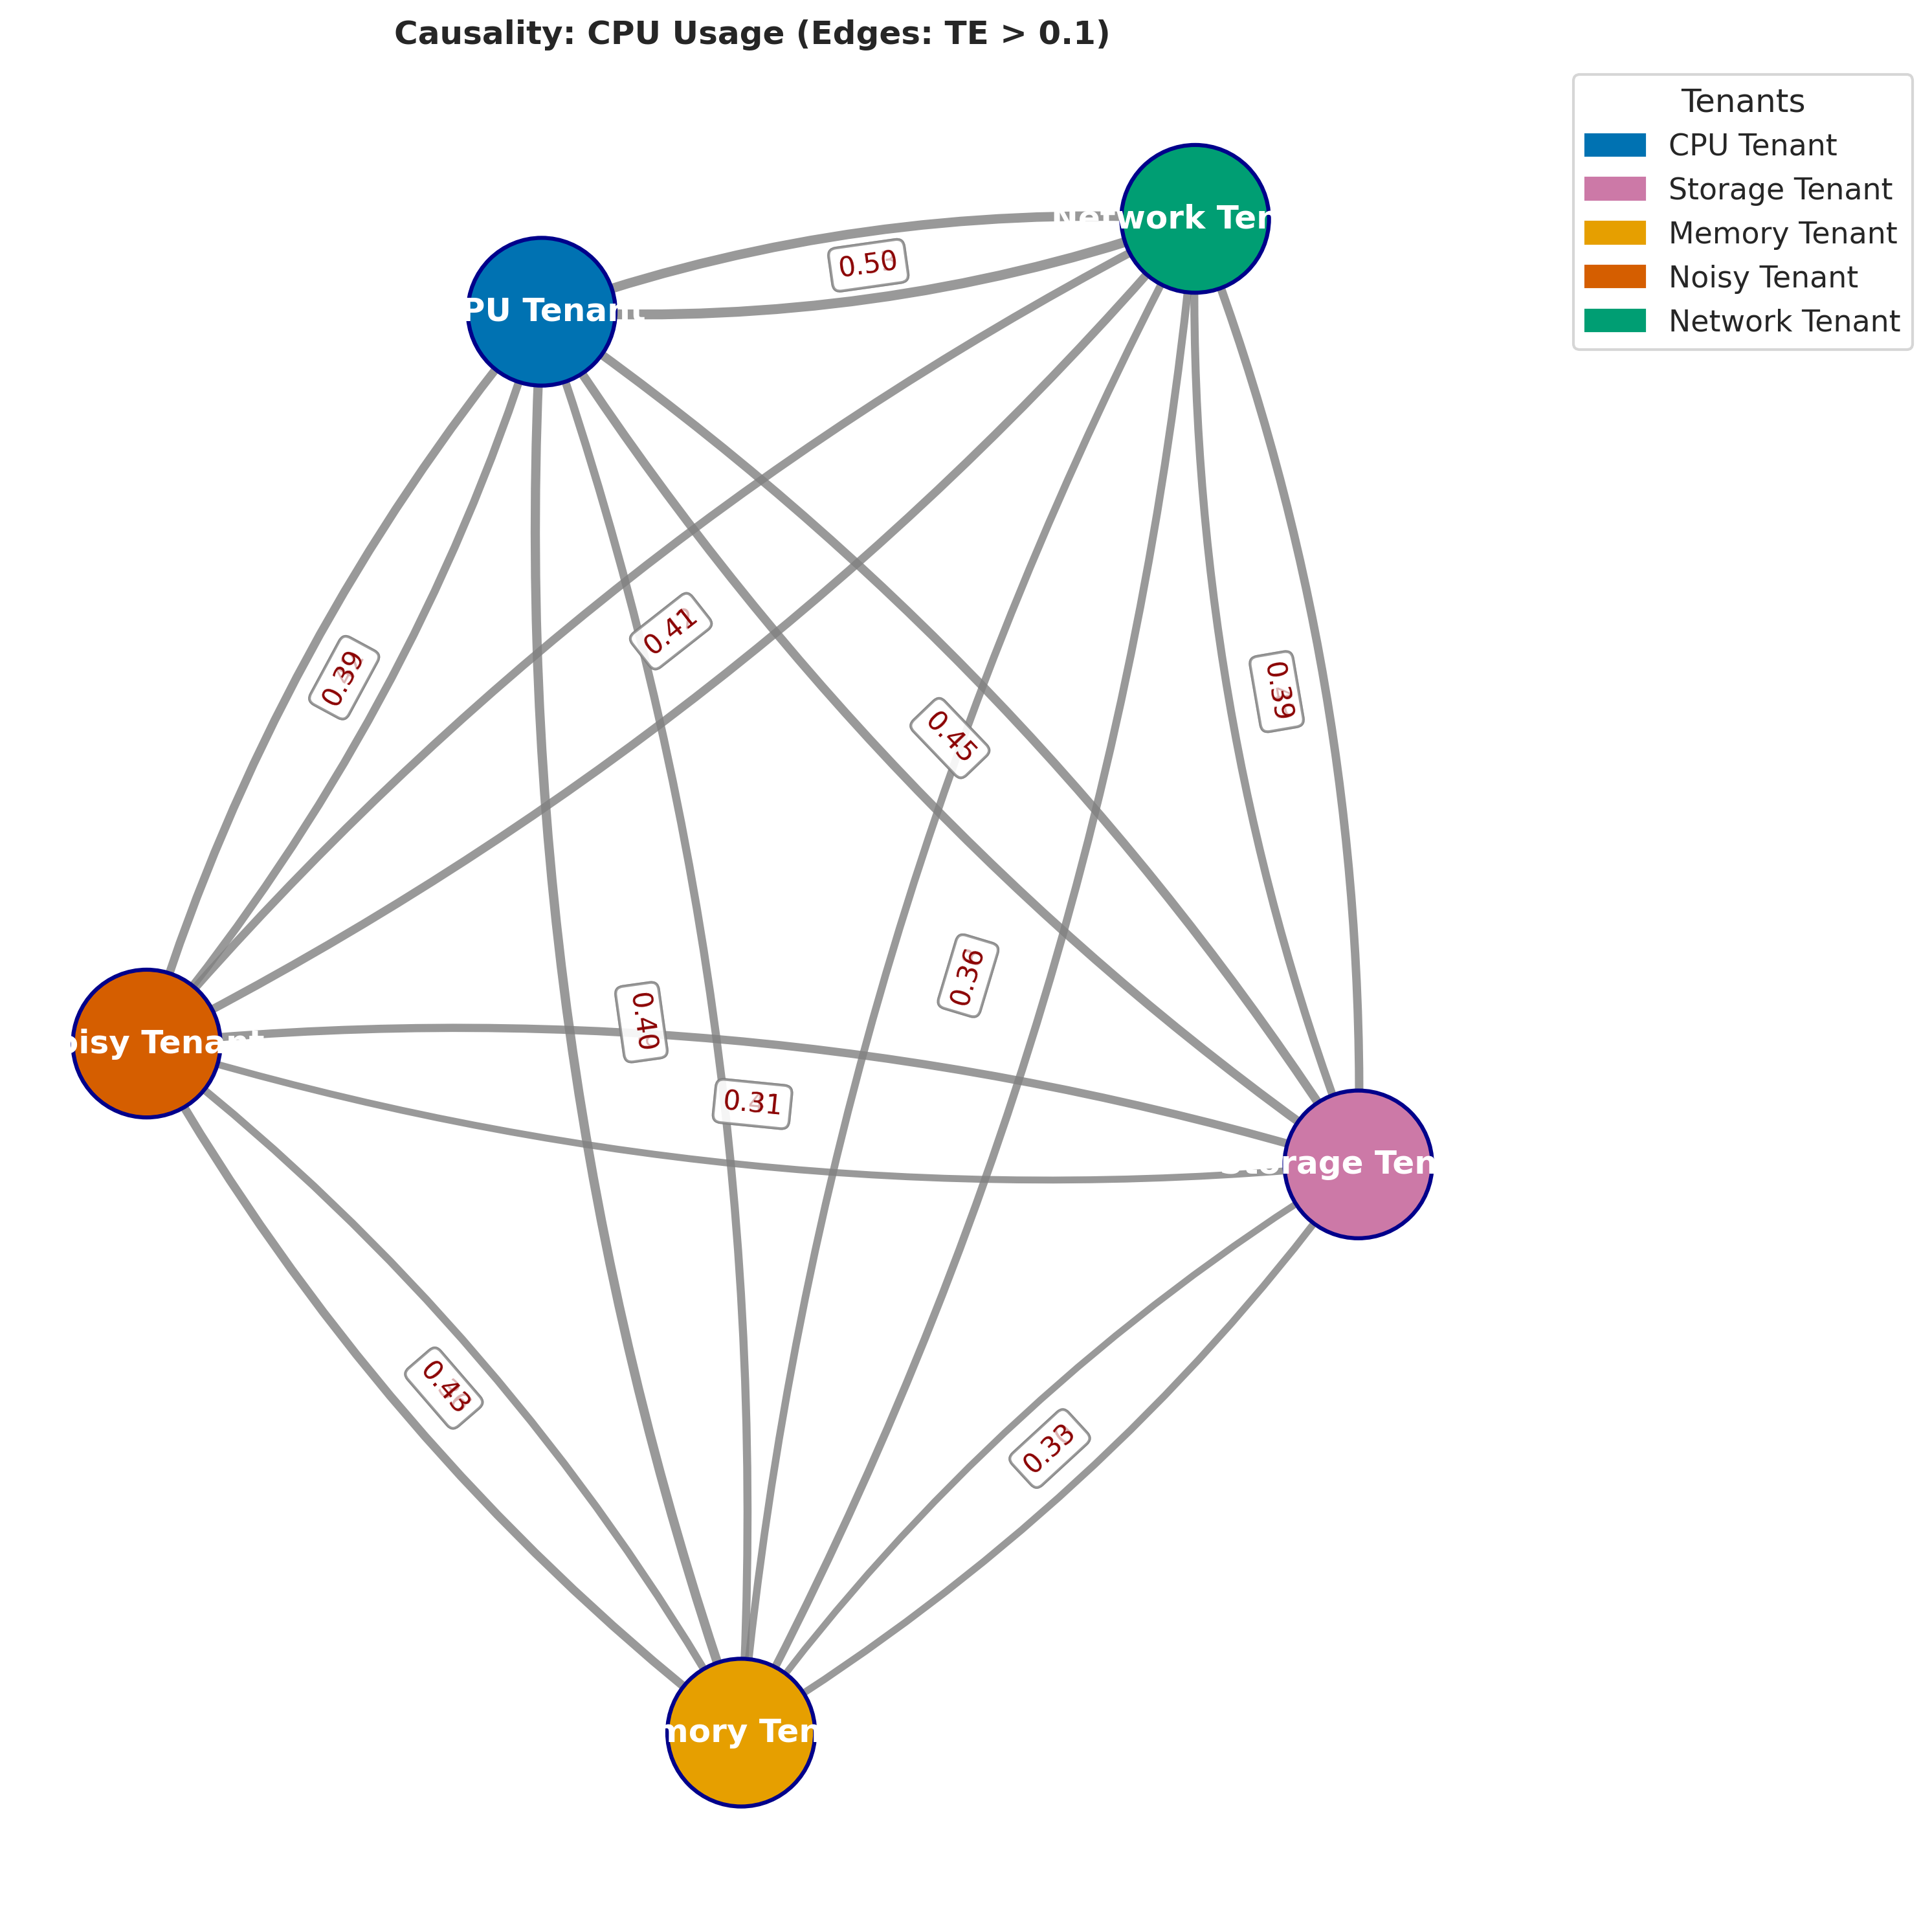 Causality: CPU Usage (Edges: TE > 0.1)
Tenants
CPU Tenant
Storage Tenant
Memory Tenant
Noisy Tenant
Network Tenant
Network Ten
PU Tenant
0.50
0.41
0.39
0.45
0.39
0.36
0.40
oisy Tenant
0.31
Storage Ten
0.43
0.33
mory Ten